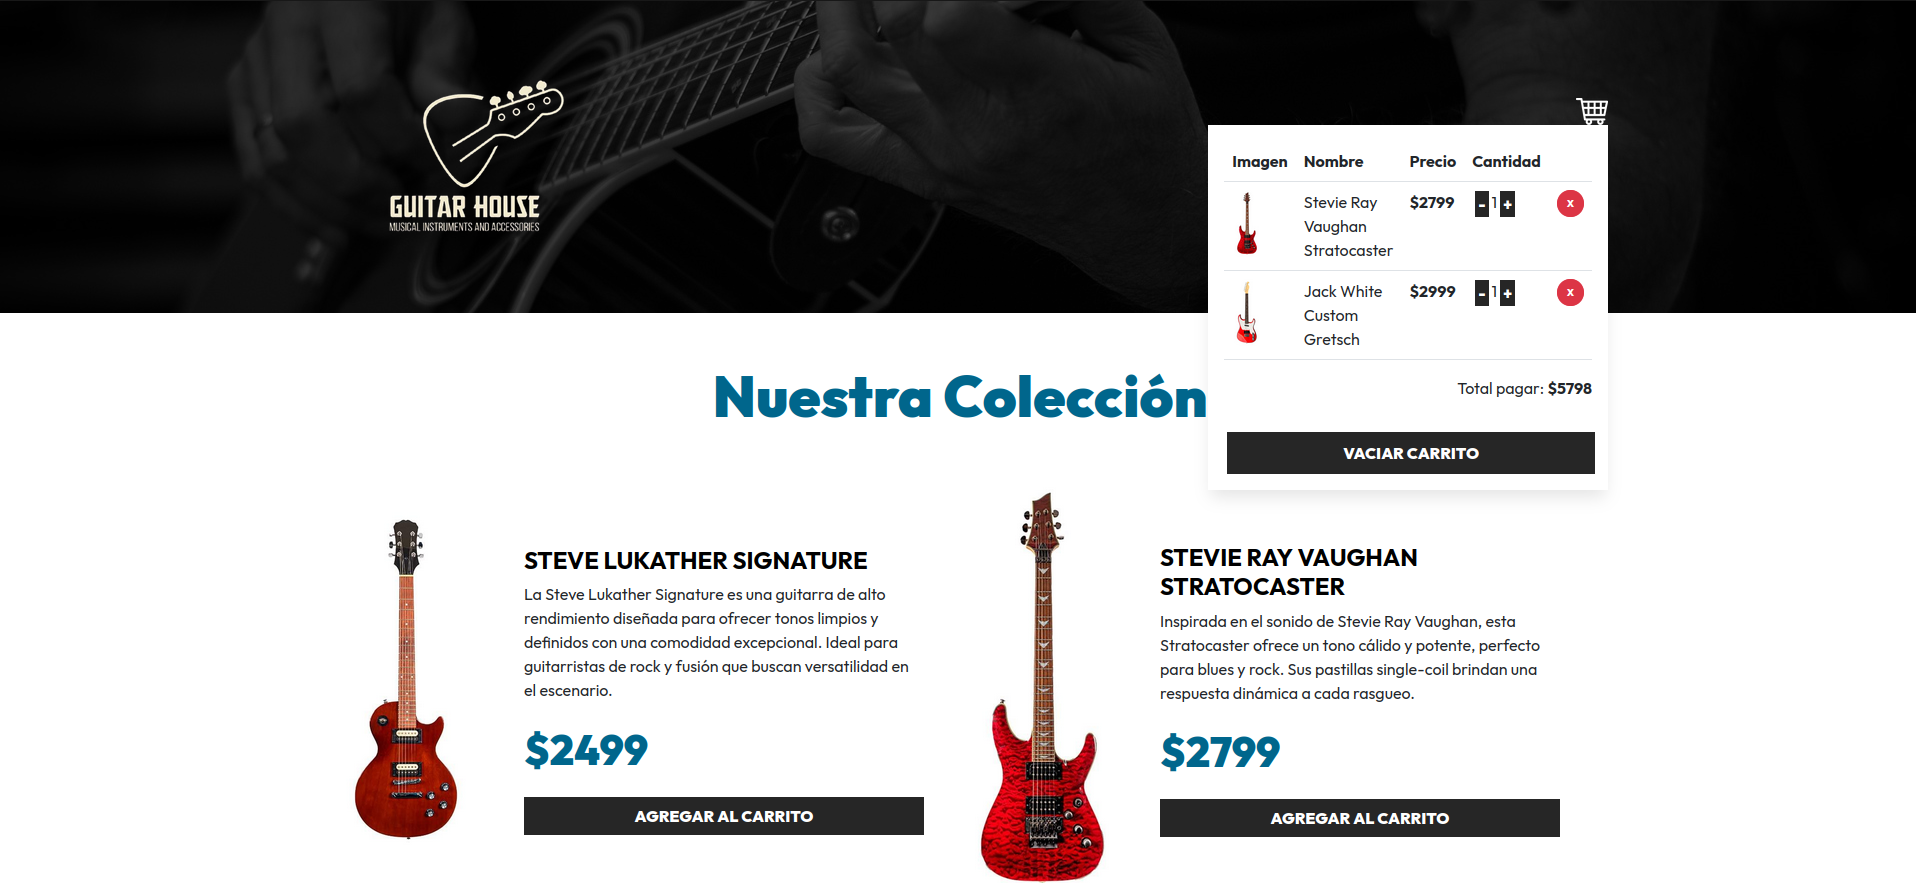 GUITAR HOUSE
MUSICAL INSTRUMENTS AND ACCESSORIES
Imagen Nombre Precio Cantidad
Stevie Ray $2799 - 1 + x
Vaughan
Stratocaster
Jack White $2999 - 1 + x
Custom
Gretsch
Total pagar: $5798
VACIAR CARRITO
Nuestra Colección
STEVE LUKATHER SIGNATURE
La Steve Lukather Signature es una guitarra de alto
rendimiento diseñada para ofrecer tonos limpios y
definidos con una comodidad excepcional. Ideal para
guitarristas de rock y fusión que buscan versatilidad en
el escenario.
$2499
AGREGAR AL CARRITO
STEVIE RAY VAUGHAN
STRATOCASTER
Inspirada en el sonido de Stevie Ray Vaughan, esta
Stratocaster ofrece un tono cálido y potente, perfecto
para blues y rock. Sus pastillas single-coil brindan una
respuesta dinámica a cada rasgueo.
$2799
AGREGAR AL CARRITO